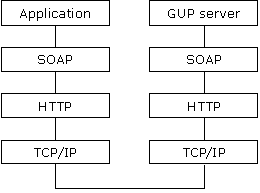 Application GUP server
SOAP SOAP
HTTP HTTP
TCP/IP TCP/IP